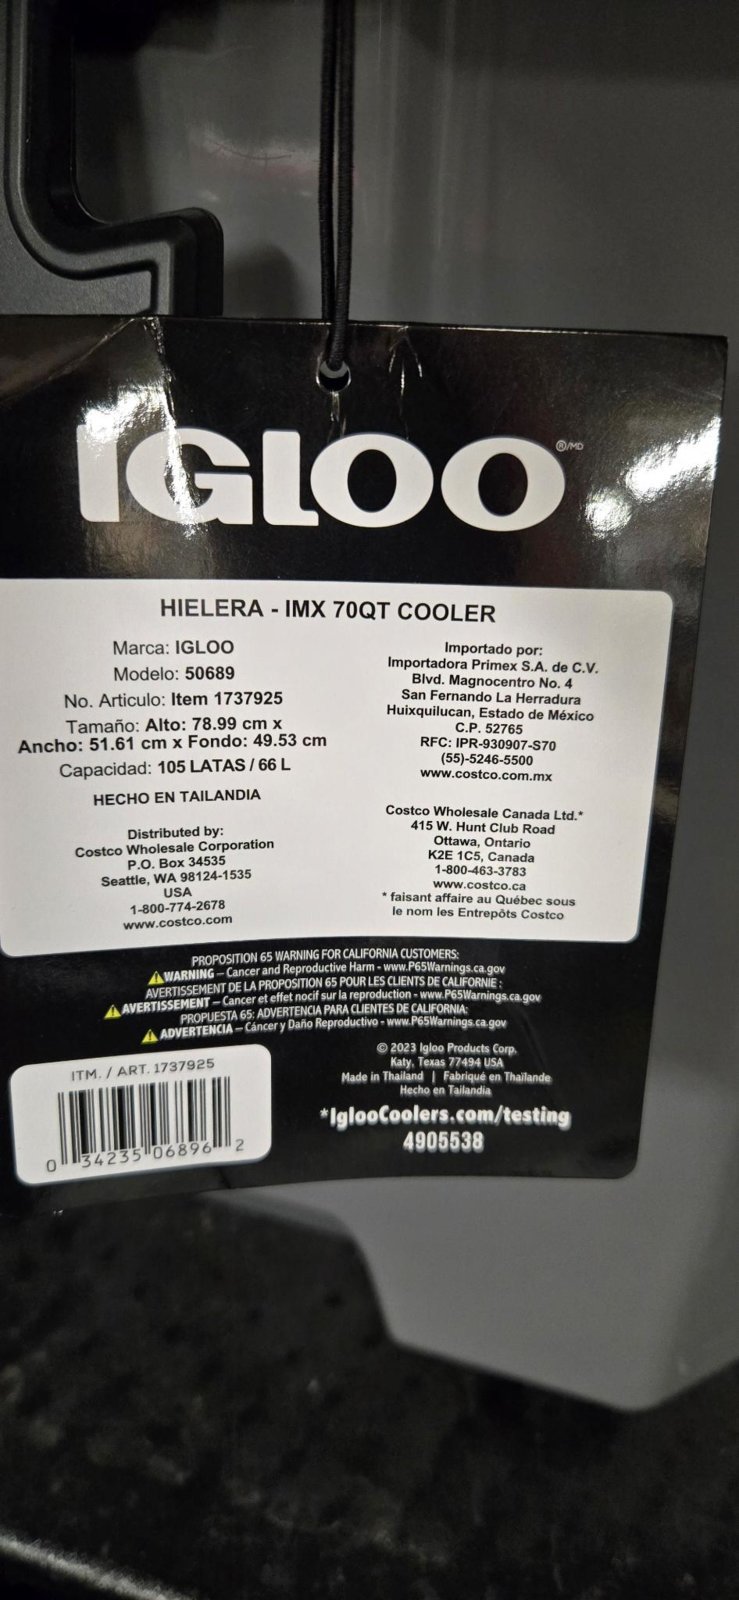 IGLOO ®/MD
HIELERA - IMX 70QT COOLER
Marca: IGLOO
Modelo: 50689
No. Articulo: Item 1737925
Tamaño: Alto: 78.99 cm x
Ancho: 51.61 cm x Fondo: 49.53 cm
Capacidad: 105 LATAS / 66 L
HECHO EN TAILANDIA
Distributed by:
Costco Wholesale Corporation
P.O. Box 34535
Seattle, WA 98124-1535
USA
1-800-774-2678
www.costco.com
Importado por:
Importadora Primex S.A. de C.V.
Blvd. Magnocentro No. 4
San Fernando La Herradura
Huixquilucan, Estado de México
C.P. 52765
RFC: IPR-930907-S70
(55)-5246-5500
www.costco.com.mx
Costco Wholesale Canada Ltd.*
415 W. Hunt Club Road
Ottawa, Ontario
K2E 1C5, Canada
1-800-463-3783
www.costco.ca
* faisant affaire au Québec sous
le nom les Entrepôts Costco
PROPOSITION 65 WARNING FOR CALIFORNIA CUSTOMERS:
WARNING – Cancer and Reproductive Harm - www.P65Warnings.ca.gov
AVERTISSEMENT DE LA PROPOSITION 65 POUR LES CLIENTS DE CALIFORNIE :
AVERTISSEMENT – Cancer et effet nocif sur la reproduction - www.P65Warnings.ca.gov
PROPUESTA 65: ADVERTENCIA PARA CLIENTES DE CALIFORNIA:
ADVERTENCIA – Cáncer y Daño Reproductivo - www.P65Warnings.ca.gov
ITM. / ART. 1737925
0 34235 06896 2
© 2023 Igloo Products Corp.
Katy, Texas 77494 USA
Made in Thailand | Fabriqué en Thaïlande
Hecho en Tailandia
*IglooCoolers.com/testing
4905538